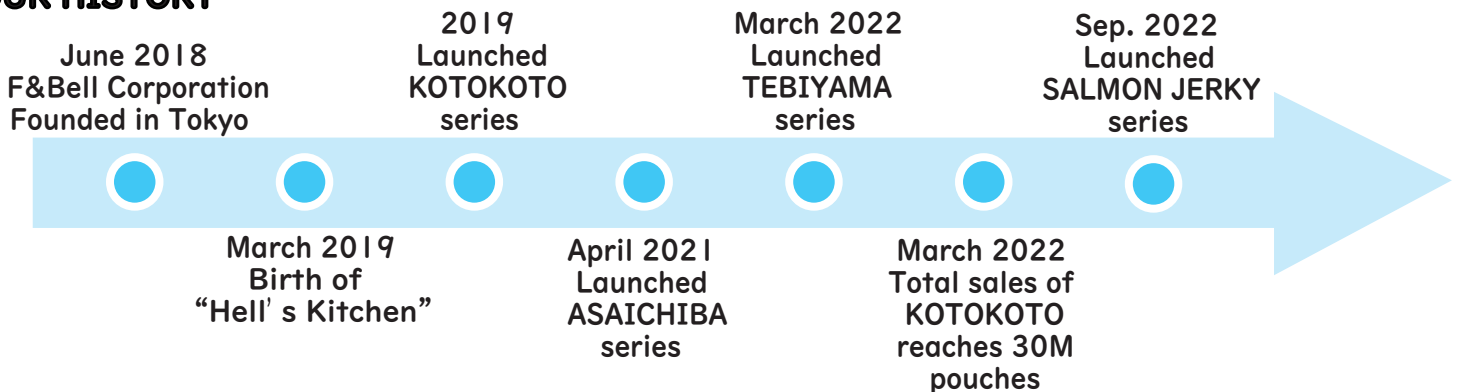 OUR HISTORY
June 2018
F&Bell Corporation
Founded in Tokyo
March 2019
Birth of
“Hell’ s Kitchen”
2019
Launched
KOTOKOTO
series
April 2021
Launched
ASAICHIBA
series
March 2022
Launched
TEBIYAMA
series
March 2022
Total sales of
KOTOKOTO
reaches 30M
pouches
Sep. 2022
Launched
SALMON JERKY
series